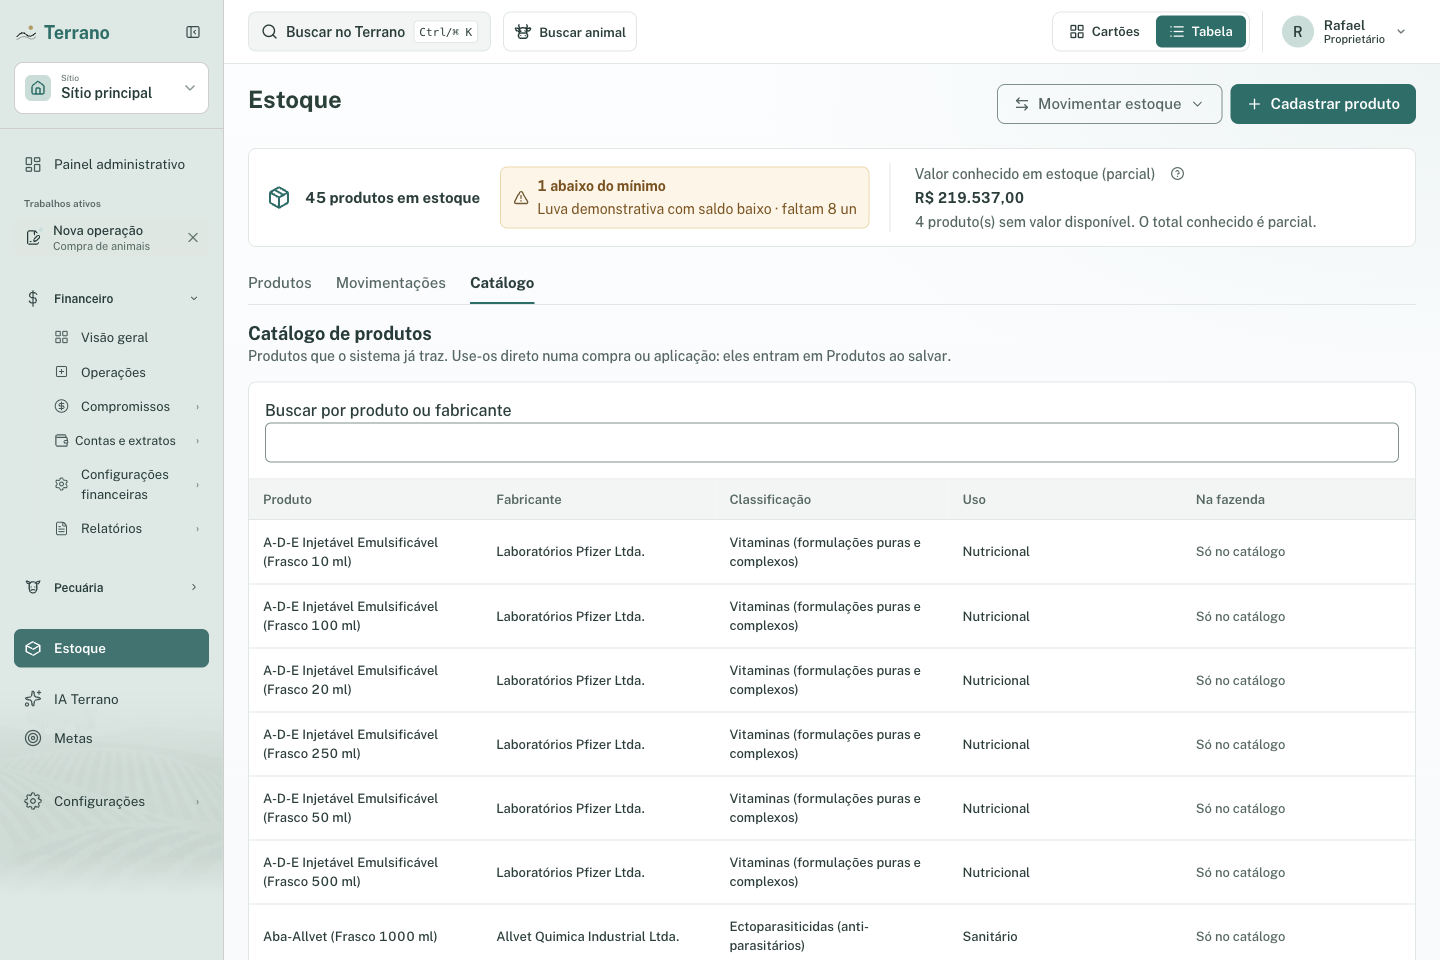 Terrano
Sítio
Sítio principal
Painel administrativo
Trabalhos ativos
Nova operação
Compra de animais
Financeiro
Visão geral
Operações
Compromissos
Contas e extratos
Configurações
financeiras
Relatórios
Pecuária
Estoque
IA Terrano
Metas
Configurações
Buscar no Terrano Ctrl/⌘ K
Buscar animal
Cartões
Tabela
R
Rafael
Proprietário
Estoque
Movimentar estoque
Cadastrar produto
45 produtos em estoque
1 abaixo do mínimo
Luva demonstrativa com saldo baixo · faltam 8 un
Valor conhecido em estoque (parcial)
R$ 219.537,00
4 produto(s) sem valor disponível. O total conhecido é parcial.
Produtos Movimentações Catálogo
Catálogo de produtos
Produtos que o sistema já traz. Use-os direto numa compra ou aplicação: eles entram em Produtos ao salvar.
Buscar por produto ou fabricante
Produto Fabricante Classificação Uso Na fazenda
A-D-E Injetável Emulsificável
(Frasco 10 ml)
Laboratórios Pfizer Ltda.
Vitaminas (formulações puras e
complexos)
Nutricional
Só no catálogo
A-D-E Injetável Emulsificável
(Frasco 100 ml)
Laboratórios Pfizer Ltda.
Vitaminas (formulações puras e
complexos)
Nutricional
Só no catálogo
A-D-E Injetável Emulsificável
(Frasco 20 ml)
Laboratórios Pfizer Ltda.
Vitaminas (formulações puras e
complexos)
Nutricional
Só no catálogo
A-D-E Injetável Emulsificável
(Frasco 250 ml)
Laboratórios Pfizer Ltda.
Vitaminas (formulações puras e
complexos)
Nutricional
Só no catálogo
A-D-E Injetável Emulsificável
(Frasco 50 ml)
Laboratórios Pfizer Ltda.
Vitaminas (formulações puras e
complexos)
Nutricional
Só no catálogo
A-D-E Injetável Emulsificável
(Frasco 500 ml)
Laboratórios Pfizer Ltda.
Vitaminas (formulações puras e
complexos)
Nutricional
Só no catálogo
Aba-Allvet (Frasco 1000 ml)
Allvet Quimica Industrial Ltda.
Ectoparasiticidas (anti-
parasitários)
Sanitário
Só no catálogo